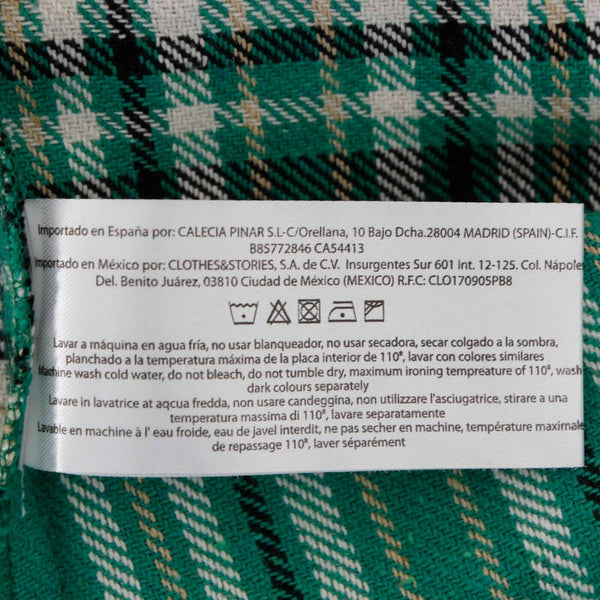 Importado en España por: CALECIA PINAR S.L-C/Orellana, 10 Bajo Dcha.28004 MADRID (SPAIN)-C.I.F.
B85772846 CA54413
Importado en México por: CLOTHES&STORIES, S.A. de C.V. Insurgentes Sur 601 int. 12-125. Col. Nápoles
Del. Benito Juárez, 03810 Ciudad de México (MEXICO) R.F.C: CLO170905PB8
Lavar a máquina en agua fría, no usar blanqueador, no usar secadora, secar colgado a la sombra,
planchado a la temperatura máxima de la placa interior de 110°, lavar con colores similares
Machine wash cold water, do not bleach, do not tumble dry, maximum ironing tempreature of 110°, wash
dark colours separately
Lavare in lavatrice at aqcua fredda, non usare candeggina, non utilizzare l'asciugatrice, stirare a una
temperatura massima di 110°, lavare separatamente
Lavable en machine à l' eau froide, eau de javel interdit, ne pas secher en machine, température maximale
de repassage 110°, laver séparément